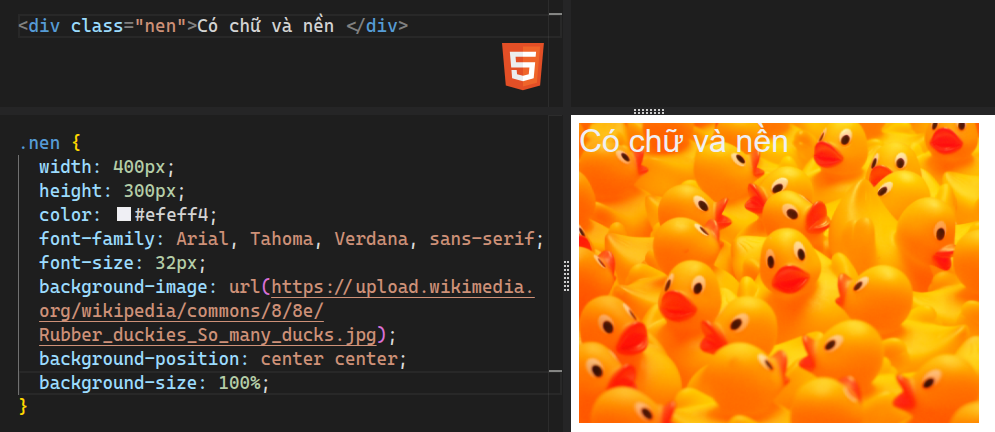 <div class="nen">Có chữ và nền </div>
5
.nen {
width: 400px;
height: 300px;
color: #efeff4;
font-family: Arial, Tahoma, Verdana, sans-serif;
font-size: 32px;
background-image: url(https://upload.wikimedia.
org/wikipedia/commons/8/8e/
Rubber_duckies_So_many_ducks.jpg);
background-position: center center;
background-size: 100%;
}
Có chữ và nền